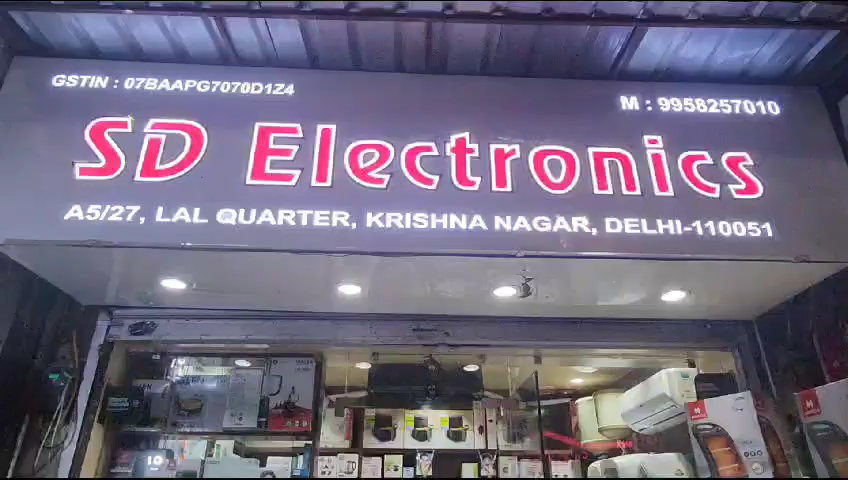 GSTIN : 07BAAPG7070D1Z4
M : 9958257010
SD Electronics
A5/27, LAL QUARTER, KRISHNA NAGAR, DELHI-110051